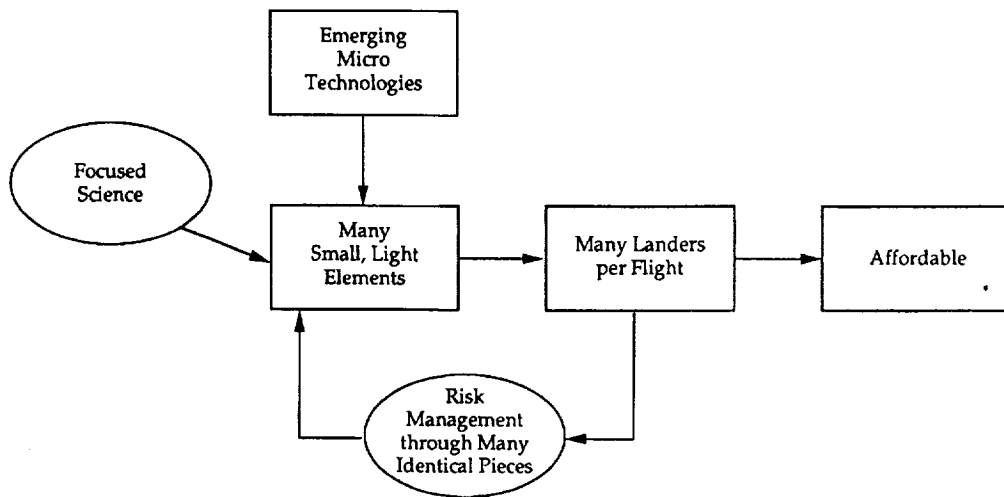 Emerging
Micro
Technologies
Focused
Science
Many
Small, Light
Elements
Many Landers
per Flight
Affordable
Risk
Management
through Many
Identical Pieces